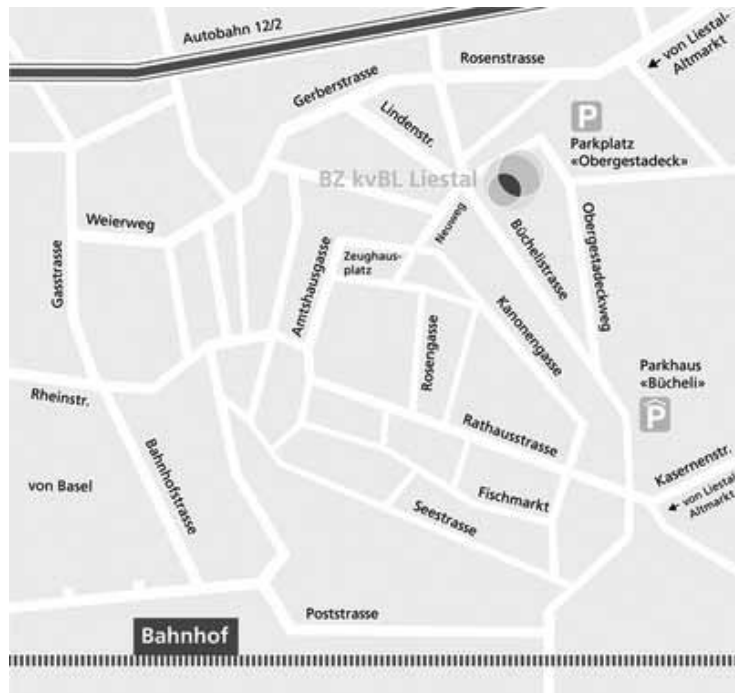 Autobahn 12/2
Rosenstrasse
← von Liestal-
Altmarkt
Gerberstrasse
Lindenstr.
P
Parkplatz
«Obergestadeck»
BZ kvBL Liestal
Weierweg
Neuweg
Büchelistrasse
Obergestadeckweg
Gasstrasse
Amtshausgasse
Zeughaus-
platz
Kanonengasse
Rosengasse
Parkhaus
«Bücheli»
P
Rheinstr.
Rathausstrasse
Kasernenstr.
Bahnhofstrasse
von Basel
Fischmarkt
← von Liestal-
Altmarkt
Seestrasse
Poststrasse
Bahnhof